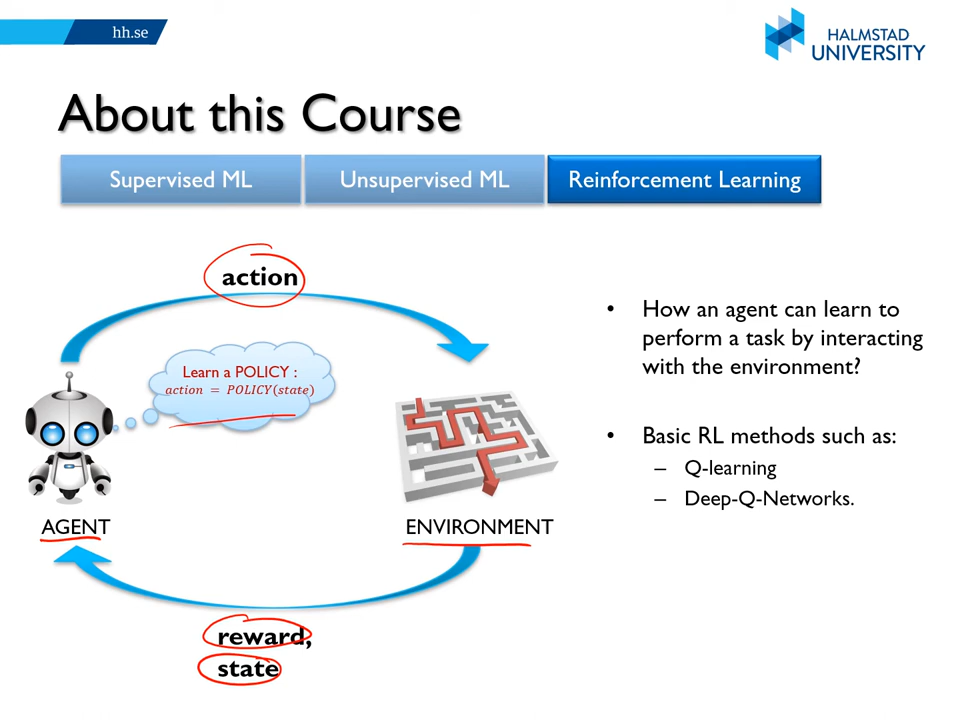 hh.se
HALMSTAD
UNIVERSITY
About this Course
Supervised ML
Unsupervised ML
Reinforcement Learning
action
Learn a POLICY :
action = POLICY(state)
AGENT
ENVIRONMENT
reward,
state
• How an agent can learn to
perform a task by interacting
with the environment?
• Basic RL methods such as:
– Q-learning
– Deep-Q-Networks.